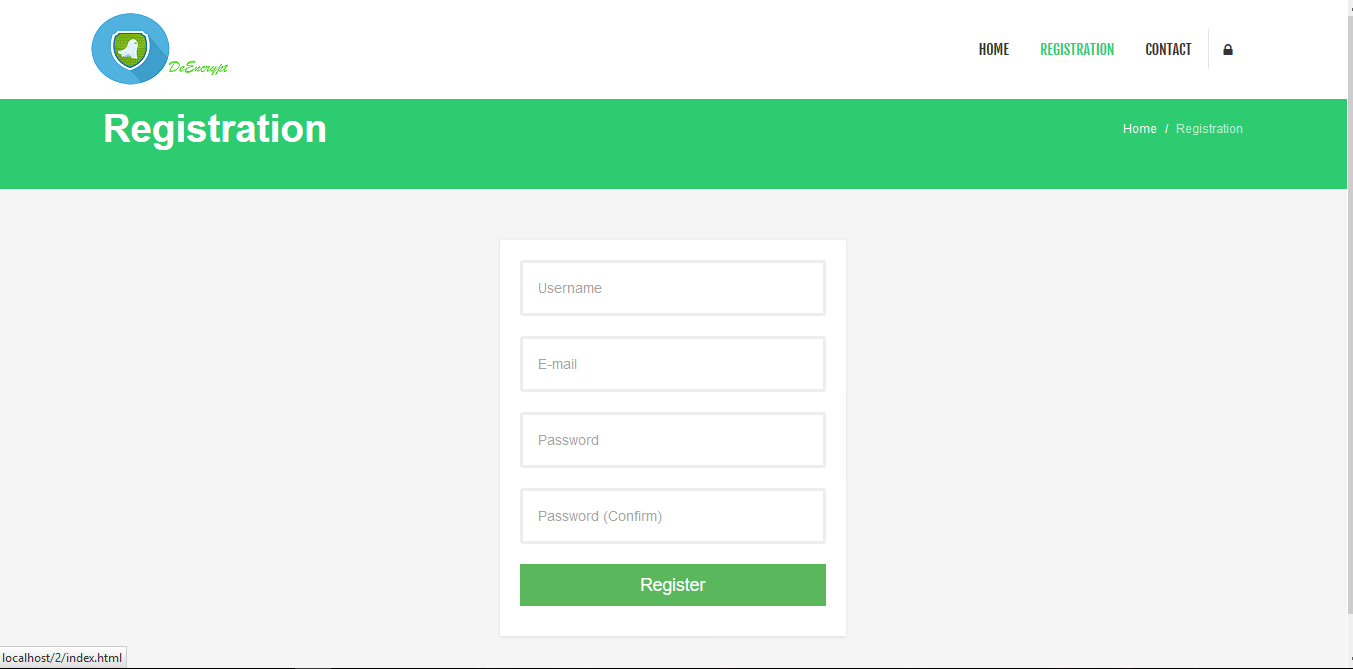 DeEncrypt
HOME REGISTRATION CONTACT
Registration
Home / Registration
Username
E-mail
Password
Password (Confirm)
Register
localhost/2/index.html